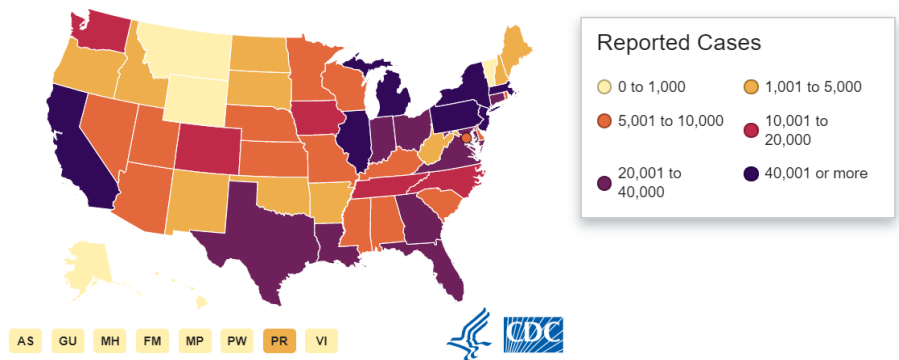 Reported Cases
0 to 1,000
1,001 to 5,000
5,001 to 10,000
10,001 to
20,000
20,001 to
40,000
40,001 or more
AS GU MH FM MP PW PR VI
CDC